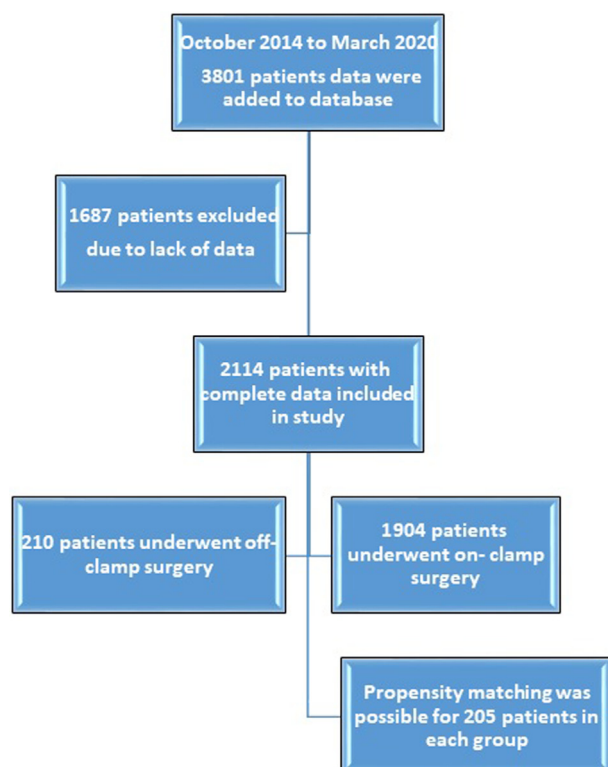 October 2014 to March 2020
3801 patients data were
added to database
1687 patients excluded
due to lack of data
2114 patients with
complete data included
in study
210 patients underwent off-
clamp surgery
1904 patients
underwent on- clamp
surgery
Propensity matching was
possible for 205 patients in
each group